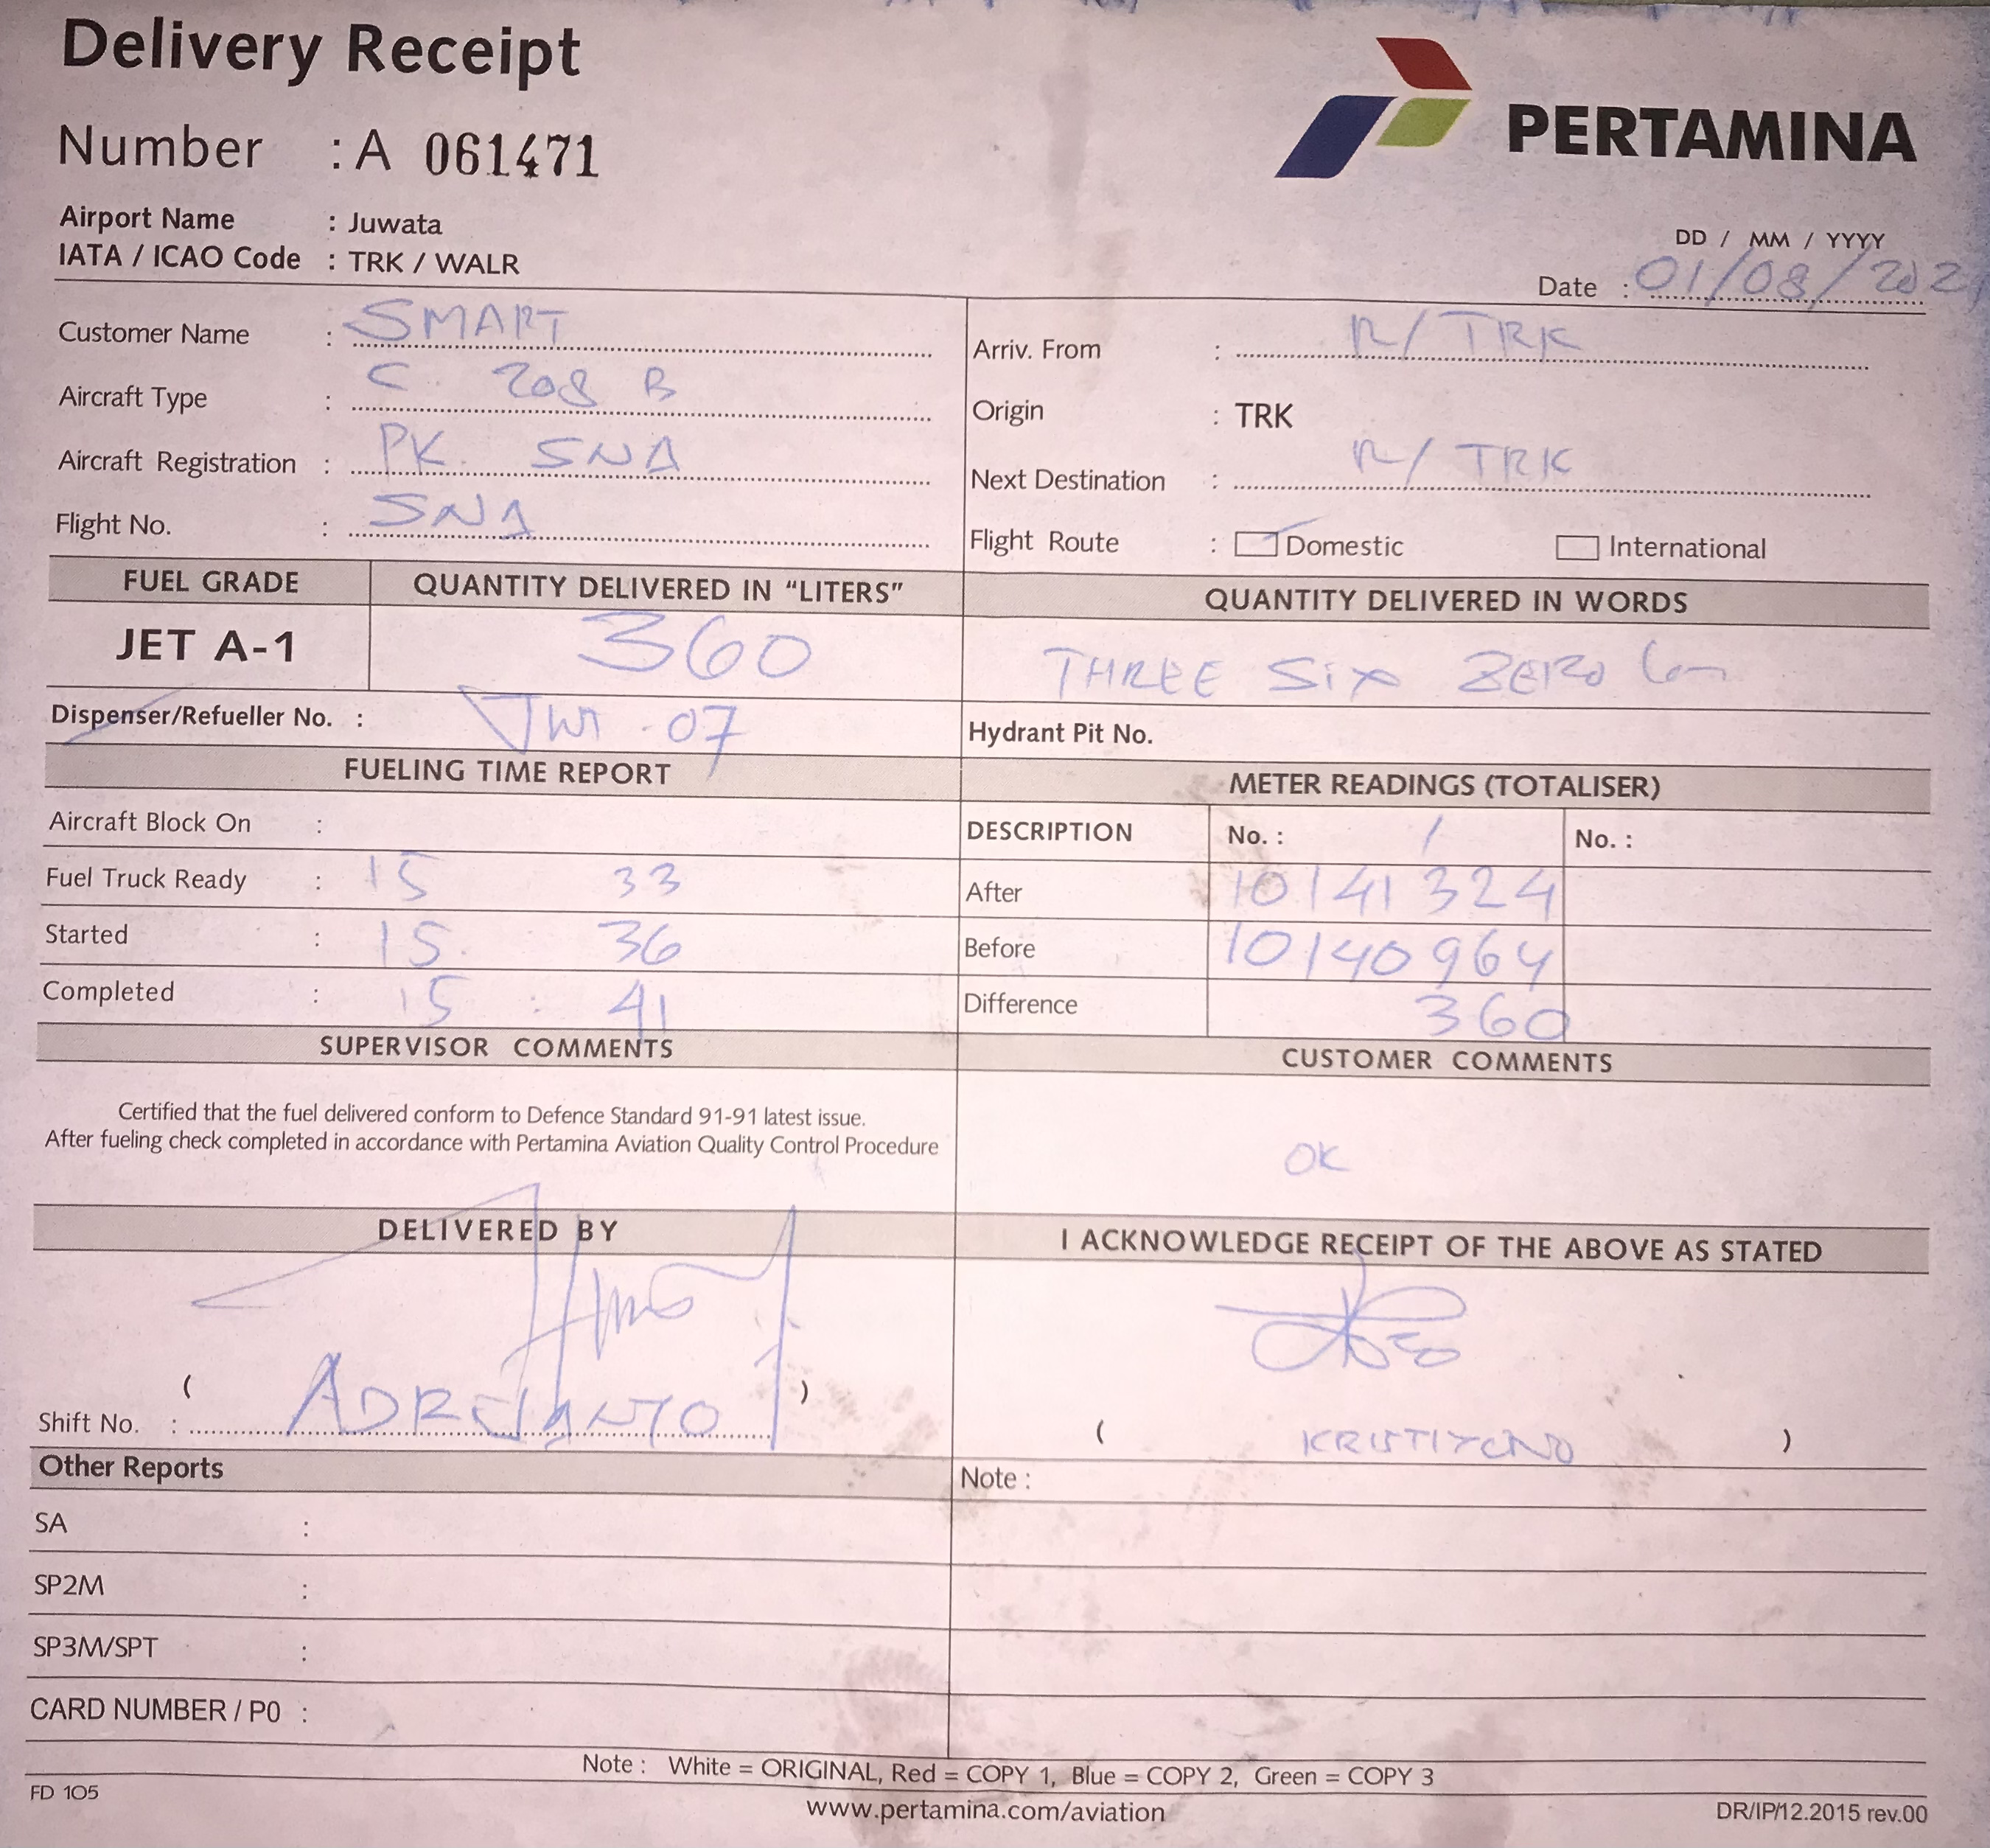 Delivery Receipt
PERTAMINA
Number : A 061471
Airport Name : Juwata
IATA / ICAO Code : TRK / WALR
DD / MM / YYYY
Date : 01/08/2021
Customer Name : SMART
Arriv. From : R/ TRK
Aircraft Type : C 208 B
Origin : TRK
Aircraft Registration : PK. SNA
Next Destination : R/ TRK
Flight No. : SNA
Flight Route : Domestic International
FUEL GRADE QUANTITY DELIVERED IN “LITERS” QUANTITY DELIVERED IN WORDS
JET A-1 360 THREE SIX ZERO
Dispenser/Refueller No. : 07 Hydrant Pit No.
FUELING TIME REPORT METER READINGS (TOTALISER)
Aircraft Block On : DESCRIPTION No. : 1 No. :
Fuel Truck Ready : 15 33 After 10141324
Started : 15. 36 Before 10140964
Completed : 15 : 41 Difference 360
SUPERVISOR COMMENTS CUSTOMER COMMENTS
Certified that the fuel delivered conform to Defence Standard 91-91 latest issue.
After fueling check completed in accordance with Pertamina Aviation Quality Control Procedure
OK
DELIVERED BY I ACKNOWLEDGE RECEIPT OF THE ABOVE AS STATED
( )
Shift No. : ADRIYANTO
( KRISTIYONO )
Other Reports Note :
SA :
SP2M :
SP3M/SPT :
CARD NUMBER / P0 :
Note : White = ORIGINAL, Red = COPY 1, Blue = COPY 2, Green = COPY 3
FD 105
www.pertamina.com/aviation
DR/IP/12.2015 rev.00